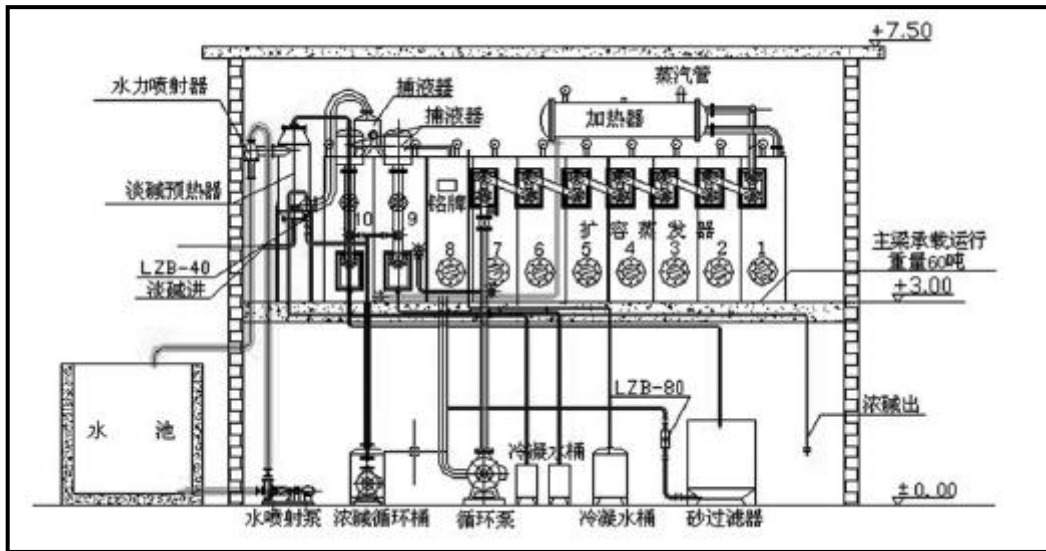 +7.50
蒸汽管
水力喷射器
捕液器
捕液器
加热器
淡碱预热器
铭牌
10
9
扩容蒸发器
8
7
6
5
4
3
2
1
主梁承载运行
重量60吨
LZB-40
淡碱进
+3.00
LZB-80
浓碱出
水 池
冷凝水桶
±0.00
水喷射泵
浓碱循环桶
循环泵
冷凝水桶
砂过滤器